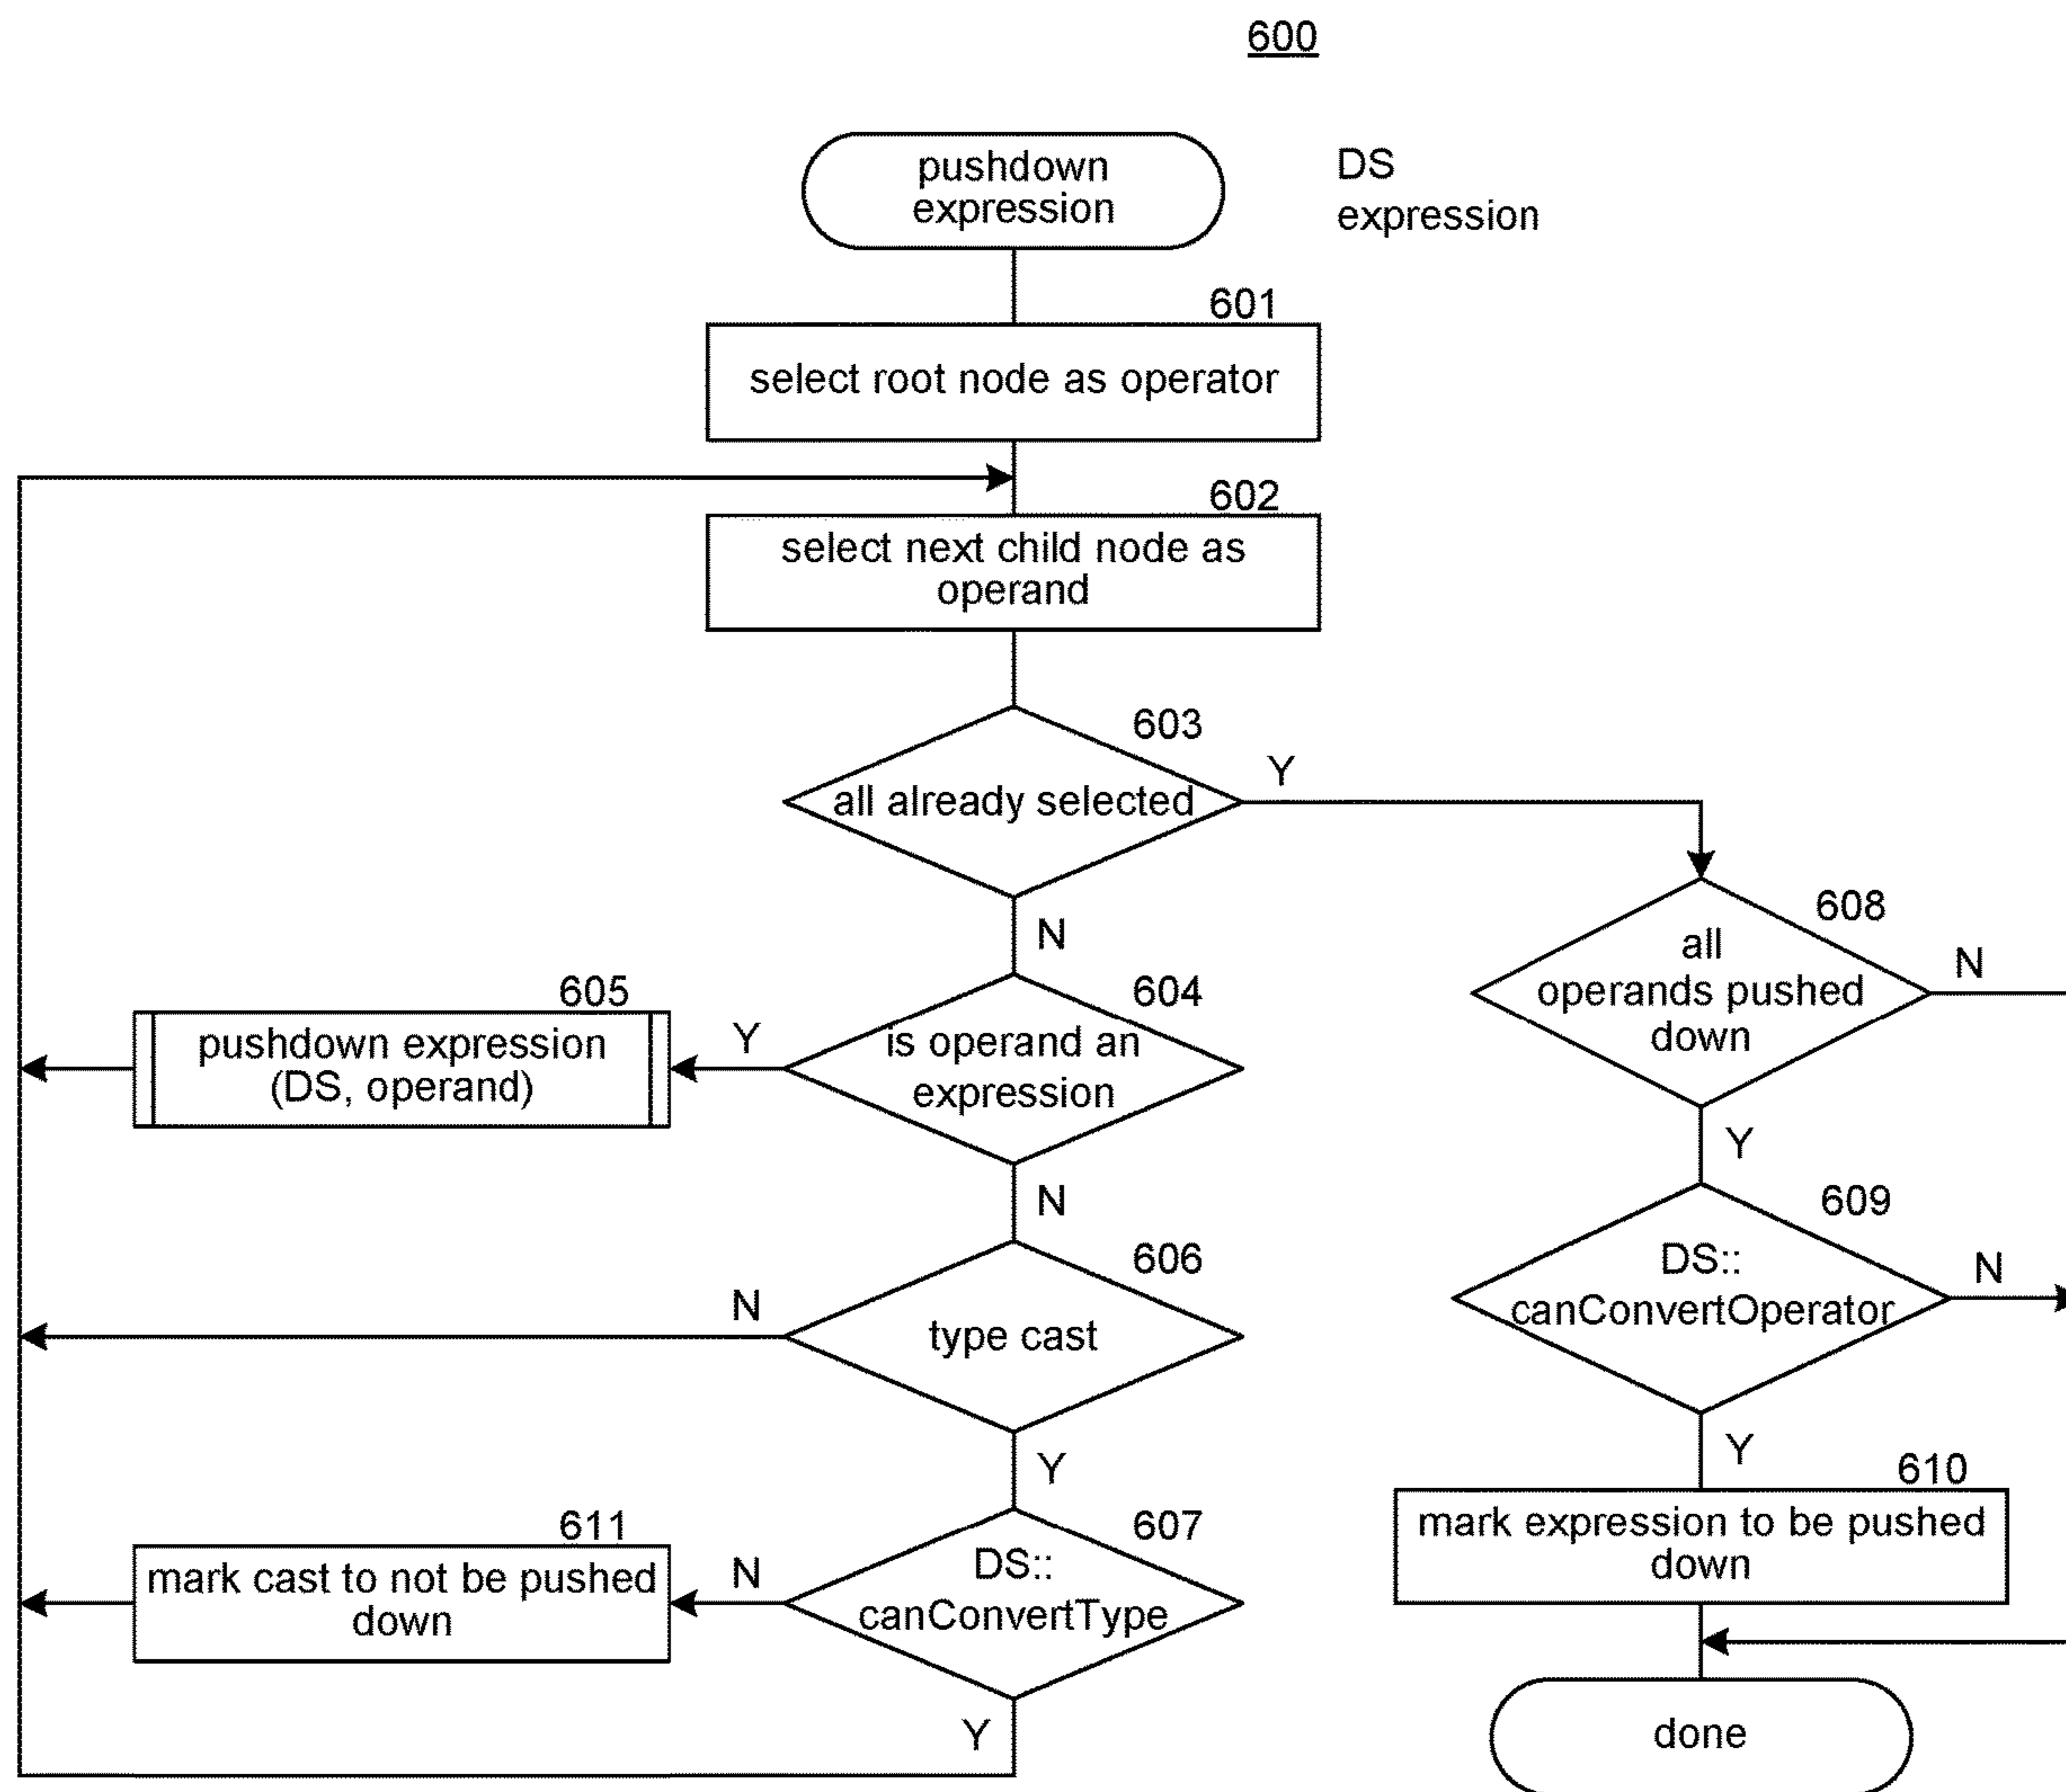 600
pushdown
expression
DS
expression
601
select root node as operator
602
select next child node as
operand
603
all already selected
Y
N
608
all
operands pushed
down
N
Y
604
is operand an
expression
Y
N
605
pushdown expression
(DS, operand)
606
type cast
N
Y
609
DS::
canConvertOperator
N
Y
607
DS::
canConvertType
N
Y
611
mark cast to not be pushed
down
610
mark expression to be pushed
down
done